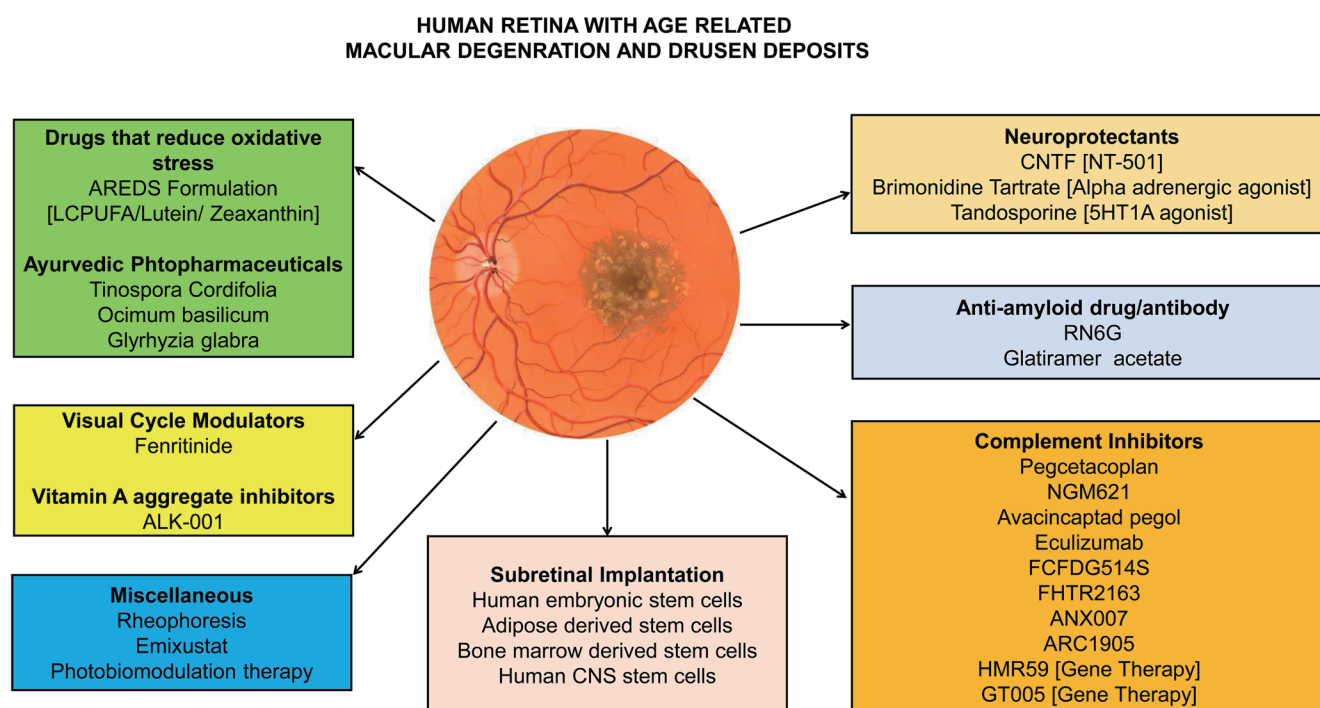 HUMAN RETINA WITH AGE RELATED
MACULAR DEGENRATION AND DRUSEN DEPOSITS
Drugs that reduce oxidative
stress
AREDS Formulation
[LCPUFA/Lutein/ Zeaxanthin]
Ayurvedic Phtopharmaceuticals
Tinospora Cordifolia
Ocimum basilicum
Glyrhyzia glabra
Visual Cycle Modulators
Fenritinide
Vitamin A aggregate inhibitors
ALK-001
Miscellaneous
Rheophoresis
Emixustat
Photobiomodulation therapy
Subretinal Implantation
Human embryonic stem cells
Adipose derived stem cells
Bone marrow derived stem cells
Human CNS stem cells
Neuroprotectants
CNTF [NT-501]
Brimonidine Tartrate [Alpha adrenergic agonist]
Tandosporine [5HT1A agonist]
Anti-amyloid drug/antibody
RN6G
Glatiramer acetate
Complement Inhibitors
Pegcetacoplan
NGM621
Avacincaptad pegol
Eculizumab
FCFDG514S
FHTR2163
ANX007
ARC1905
HMR59 [Gene Therapy]
GT005 [Gene Therapy]